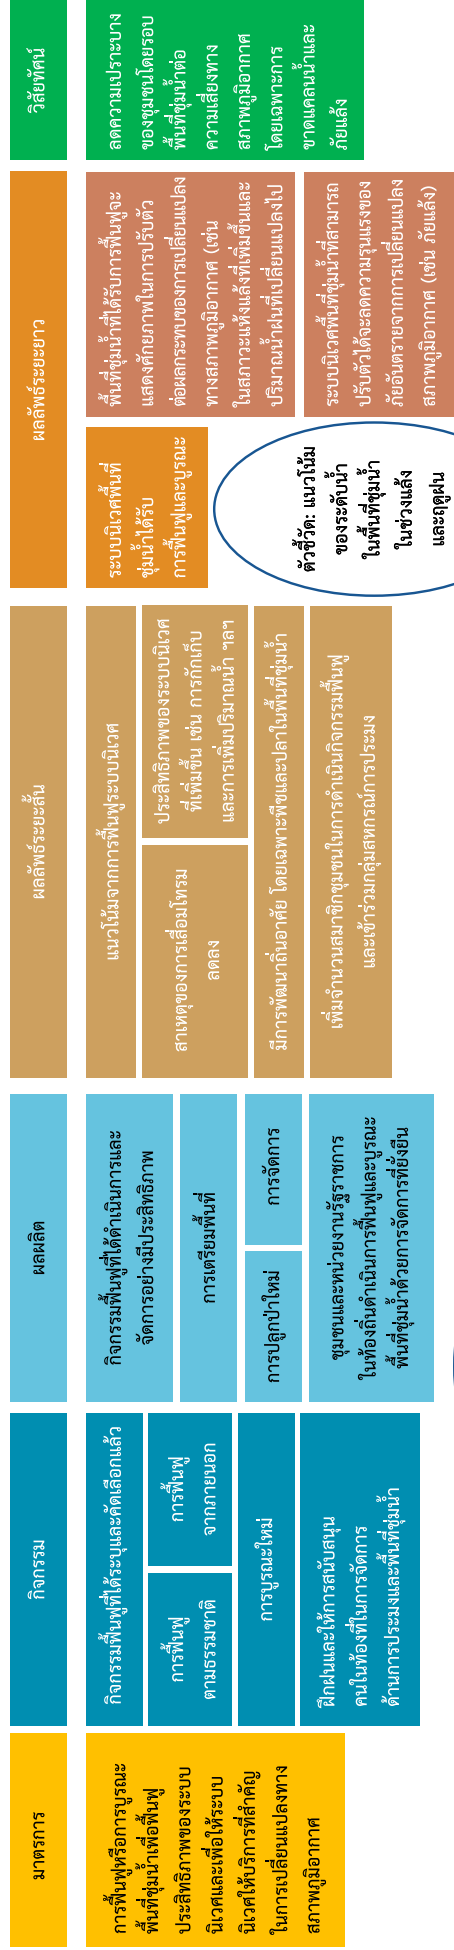 มาตรการ
การฟื้นฟูหรือการบูรณะ
พื้นที่ชุ่มน้ำเพื่อฟื้นฟู
ประสิทธิภาพของระบบ
นิเวศและเพื่อให้ระบบ
นิเวศให้บริการที่สำคัญ
ในการเปลี่ยนแปลงทาง
สภาพภูมิอากาศ
กิจกรรม
กิจกรรมฟื้นฟูที่ได้ระบุและคัดเลือกแล้ว
การฟื้นฟู
ตามธรรมชาติ
การฟื้นฟู
จากภายนอก
การบูรณะใหม่
ฝึกฝนและให้การสนับสนุน
คนในท้องที่ในการจัดการ
ด้านการประมงและพื้นที่ชุ่มน้ำ
ผลผลิต
กิจกรรมฟื้นฟูที่ได้ดำเนินการและ
จัดการอย่างมีประสิทธิภาพ
การเตรียมพื้นที่
การปลูกป่าใหม่
การจัดการ
ชุมชนและหน่วยงานรัฐราชการ
ในท้องถิ่นดำเนินการฟื้นฟูและบูรณะ
พื้นที่ชุ่มน้ำด้วยการจัดการที่ยั่งยืน
ผลลัพธ์ระยะสั้น
แนวโน้มจากการฟื้นฟูระบบนิเวศ
สาเหตุของการเสื่อมโทรม
ลดลง
ประสิทธิภาพของระบบนิเวศ
ที่เพิ่มขึ้น เช่น การกักเก็บ
และการเพิ่มปริมาณน้ำ ฯลฯ
มีการพัฒนาถิ่นอาศัย โดยเฉพาะพืชและปลาในพื้นที่ชุ่มน้ำ
เพิ่มจำนวนสมาชิกชุมชนในการดำเนินกิจกรรมฟื้นฟู
และเข้าร่วมกลุ่มสหกรณ์การประมง
ผลลัพธ์ระยะยาว
ระบบนิเวศพื้นที่
ชุ่มน้ำได้รับ
การฟื้นฟูและบูรณะ
ตัวชี้วัด: แนวโน้ม
ของระดับน้ำ
ในพื้นที่ชุ่มน้ำ
ในช่วงแล้ง
และฤดูฝน
พื้นที่ชุ่มน้ำที่ได้รับการฟื้นฟูจะ
แสดงศักยภาพในการปรับตัว
ต่อผลกระทบของการเปลี่ยนแปลง
ทางสภาพภูมิอากาศ (เช่น
ในสภาวะแห้งแล้งที่เพิ่มขึ้นและ
ปริมาณน้ำฝนที่เปลี่ยนแปลงไป
ระบบนิเวศพื้นที่ชุ่มน้ำที่สามารถ
ปรับตัวได้จะลดความรุนแรงของ
ภัยอันตรายจากการเปลี่ยนแปลง
สภาพภูมิอากาศ (เช่น ภัยแล้ง)
วิสัยทัศน์
ลดความเปราะบาง
ของชุมชนโดยรอบ
พื้นที่ชุ่มน้ำต่อ
ความเสี่ยงทาง
สภาพภูมิอากาศ
โดยเฉพาะการ
ขาดแคลนน้ำและ
ภัยแล้ง